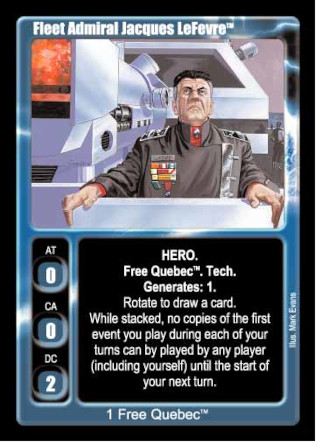 Fleet Admiral Jacques LeFevre™
AT
0
CA
0
DC
2
HERO.
Free Quebec™. Tech.
Generates: 1.
Rotate to draw a card.
While stacked, no copies of the first
event you play during each of your
turns can by played by any player
(including yourself) until the start of
your next turn.
Illus. Mark Evans
1 Free Quebec™